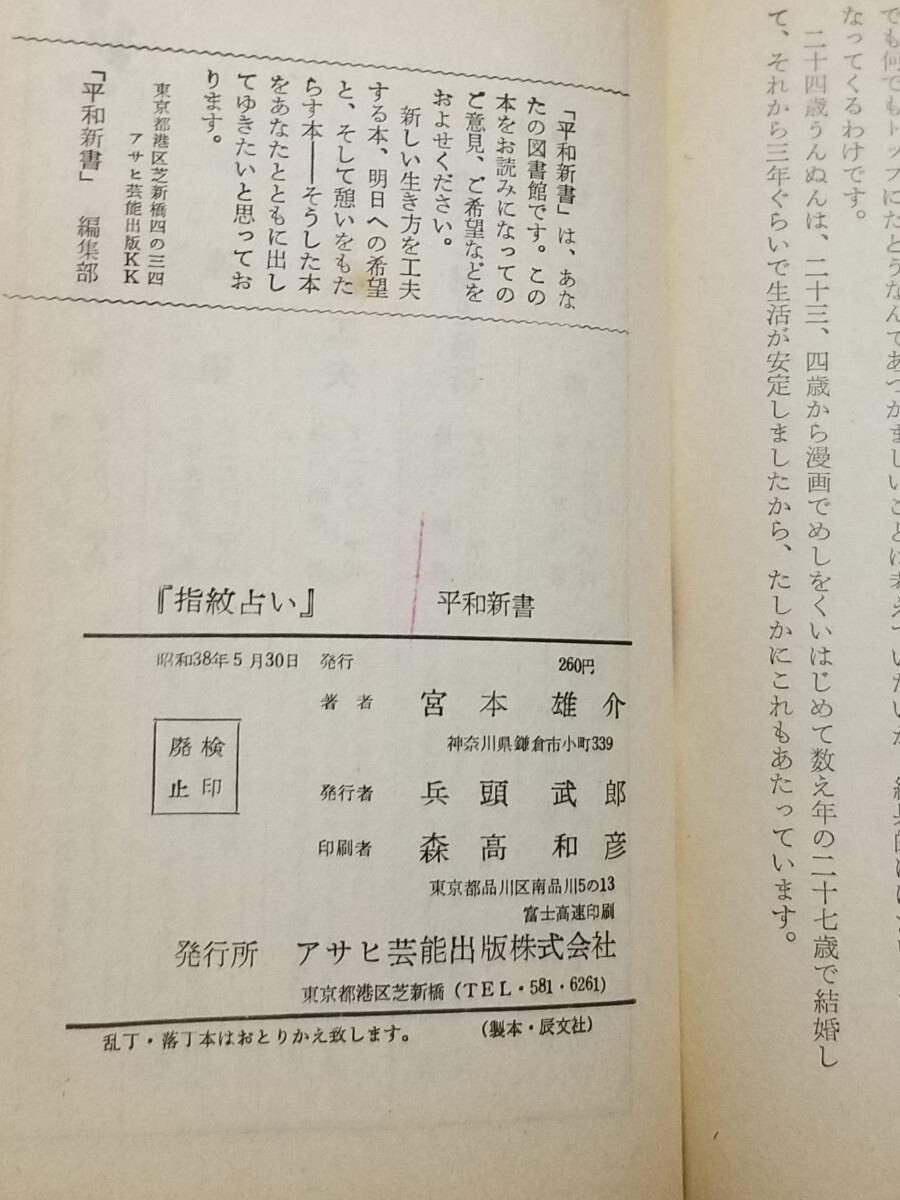 なってくるわけです。
二十四歳うんぬんは、二十三、四歳から漫画でめしをくいはじめて数え年の二十七歳で結婚し
て、それから三年ぐらいで生活が安定しましたから、たしかにこれもあたっています。
「平和新書」は、あな
たの図書館です。この
本をお読みになっての
ご意見、ご希望などを
およせください。
新しい生き方を工夫
する本、明日への希望
と、そして憩いをもた
らす本――そうした本
をあなたとともに出し
てゆきたいと思ってお
ります。
東京都港区芝新橋四の三四
アサヒ芸能出版KK
「平和新書」 編集部
『指紋占い』 平和新書
昭和38年5月30日 発行 260円
著者 宮本雄介
神奈川県鎌倉市小町339
検印廃止
発行者 兵頭武郎
印刷者 森高和彦
東京都品川区南品川5の13
富士高速印刷
発行所 アサヒ芸能出版株式会社
東京都港区芝新橋(TEL・581・6261)
乱丁・落丁本はおとりかえ致します。 (製本・辰文社)